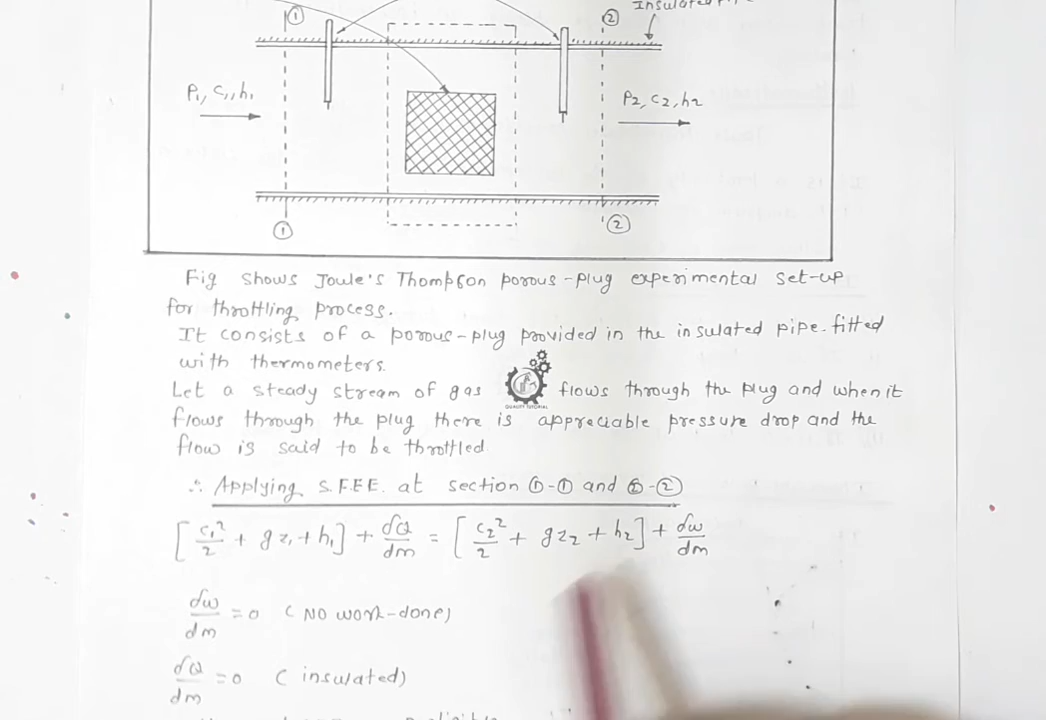 ① ②
P₁, C₁, h₁
P₂, C₂, h₂
① ②
Fig shows Joule's Thompson porous-plug experimental set-up
for throttling process.
It consists of a porous-plug provided in the insulated pipe fitted
with thermometers.
Let a steady stream of gas flows through the plug and when it
flows through the plug there is appreciable pressure drop and the
flow is said to be throttled.
QUALITY TUTORIAL
∴ Applying S.F.E.E. at section ①-① and ②-②
[c₁²/2 + gz₁ + h₁] + dQ/dm = [c₂²/2 + gz₂ + h₂] + dw/dm
dw/dm = 0 (No work-done)
dQ/dm = 0 (insulated)